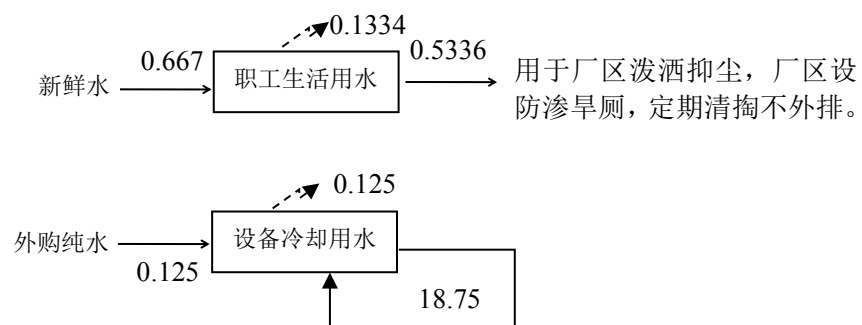 0.1334
0.667
0.5336
新鲜水
职工生活用水
用于厂区泼洒抑尘，厂区设
防渗旱厕，定期清掏不外排。
0.125
外购纯水
设备冷却用水
0.125
18.75